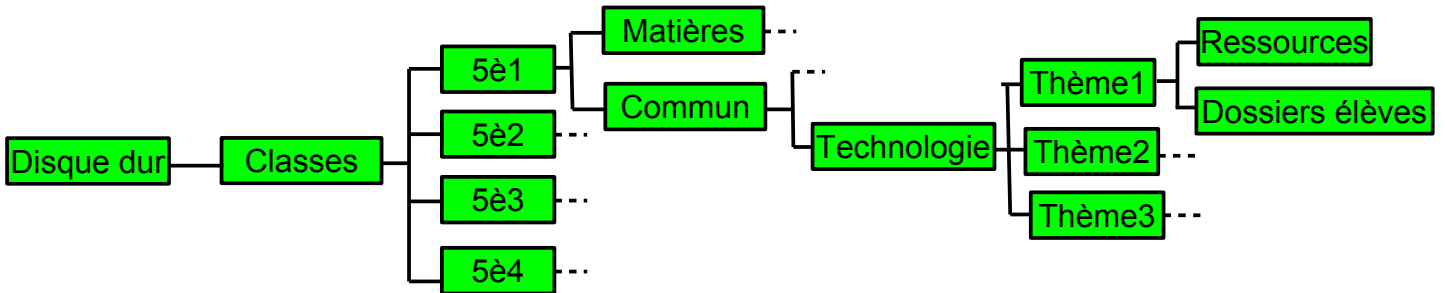 Disque dur
Classes
5è1
5è2
5è3
5è4
Matières
Commun
Technologie
Thème1
Thème2
Thème3
Ressources
Dossiers élèves